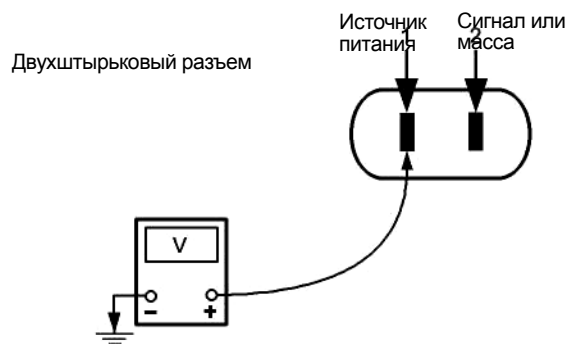 Источник
питания
1
Сигнал или
масса
2
Двухштырьковый разъем
V
- +